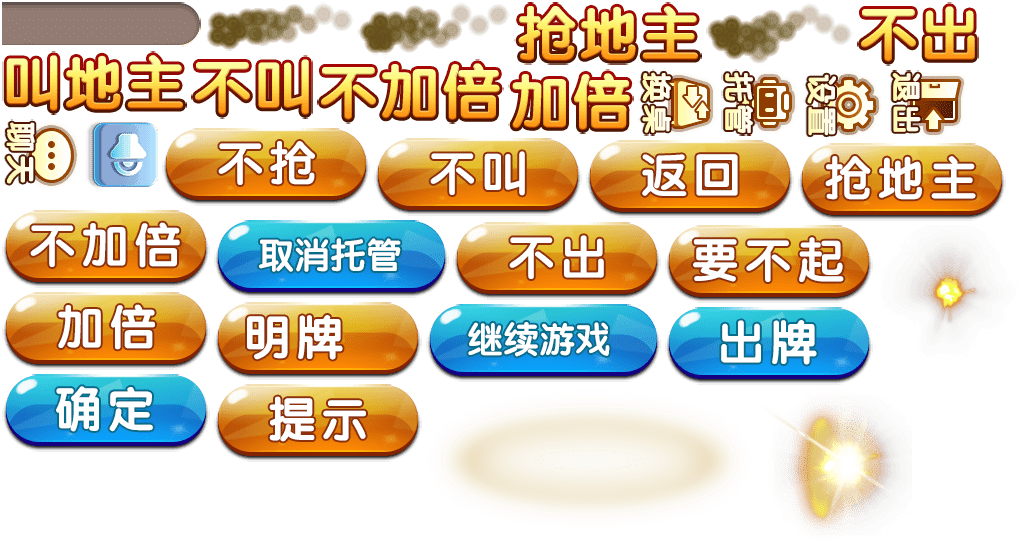 抢地主
不出
叫地主
不叫
不加倍
加倍
换桌
托管
设置
退出
聊天
不抢
不叫
返回
抢地主
不加倍
取消托管
不出
要不起
加倍
明牌
继续游戏
出牌
确定
提示